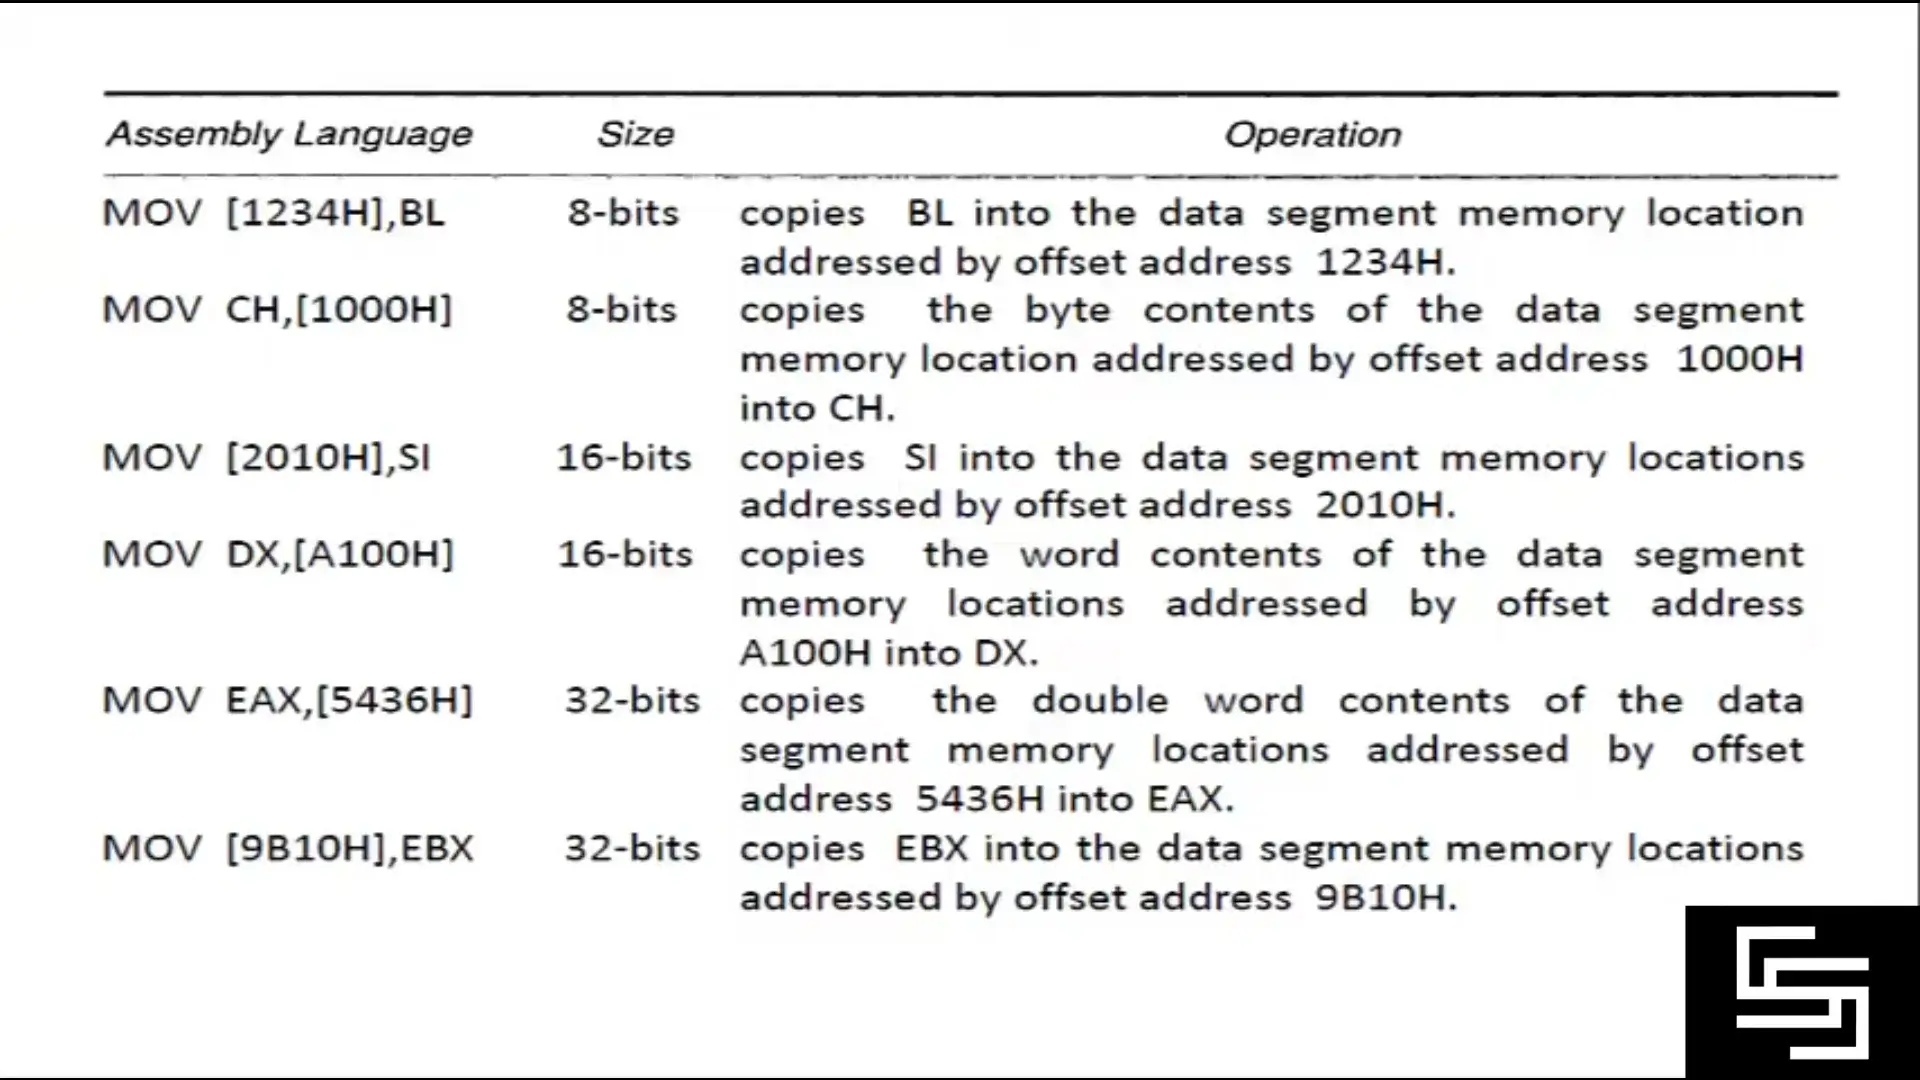 Assembly Language Size Operation
MOV [1234H],BL 8-bits copies BL into the data segment memory location
addressed by offset address 1234H.
MOV CH,[1000H] 8-bits copies the byte contents of the data segment
memory location addressed by offset address 1000H
into CH.
MOV [2010H],SI 16-bits copies SI into the data segment memory locations
addressed by offset address 2010H.
MOV DX,[A100H] 16-bits copies the word contents of the data segment
memory locations addressed by offset address
A100H into DX.
MOV EAX,[5436H] 32-bits copies the double word contents of the data
segment memory locations addressed by offset
address 5436H into EAX.
MOV [9B10H],EBX 32-bits copies EBX into the data segment memory locations
addressed by offset address 9B10H.